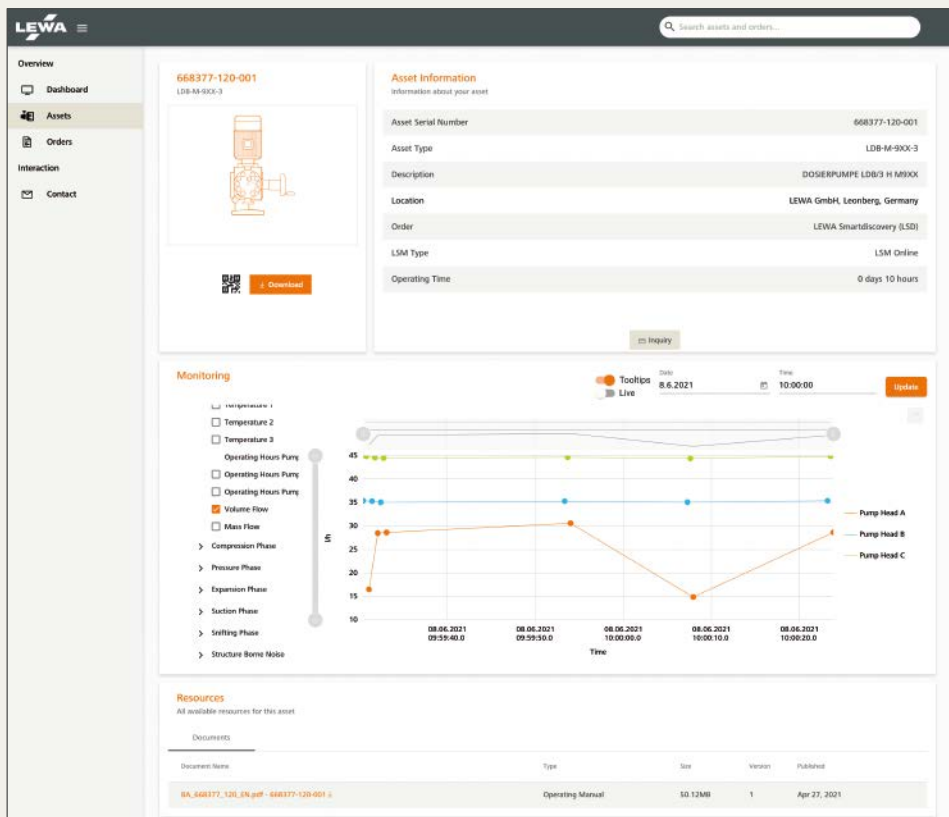 LEWA
Search assets and orders...
Overview
Dashboard
Assets
Orders
Interaction
Contact
668377-120-001
LDB-M-9XX-3
Download
Asset Information
Information about your asset
Asset Serial Number 668377-120-001
Asset Type LDB-M-9XX-3
Description DOSIERPUMPE LDB/3 H M9XX
Location LEWA GmbH, Leonberg, Germany
Order LEWA Smartdiscovery (LSD)
LSM Type LSM Online
Operating Time 0 days 10 hours
Inquiry
Monitoring
Tooltips
Live
Date
8.6.2021
Time
10:00:00
Update
Temperature 1
Temperature 2
Temperature 3
Operating Hours Pump
Operating Hours Pump
Operating Hours Pump
Volume Flow
Mass Flow
Compression Phase
Pressure Phase
Expansion Phase
Suction Phase
Snifting Phase
Structure Borne Noise
l/h
45
40
35
30
25
20
15
10
08.06.2021 08.06.2021 08.06.2021 08.06.2021 08.06.2021
09:59:40.0 09:59:50.0 10:00:00.0 10:00:10.0 10:00:20.0
Time
Pump Head A
Pump Head B
Pump Head C
Resources
All available resources for this asset
Documents
Document Name Type Size Version Published
BA_668377_120_EN.pdf - 668377-120-001 Operating Manual 50.12MB 1 Apr 27, 2021